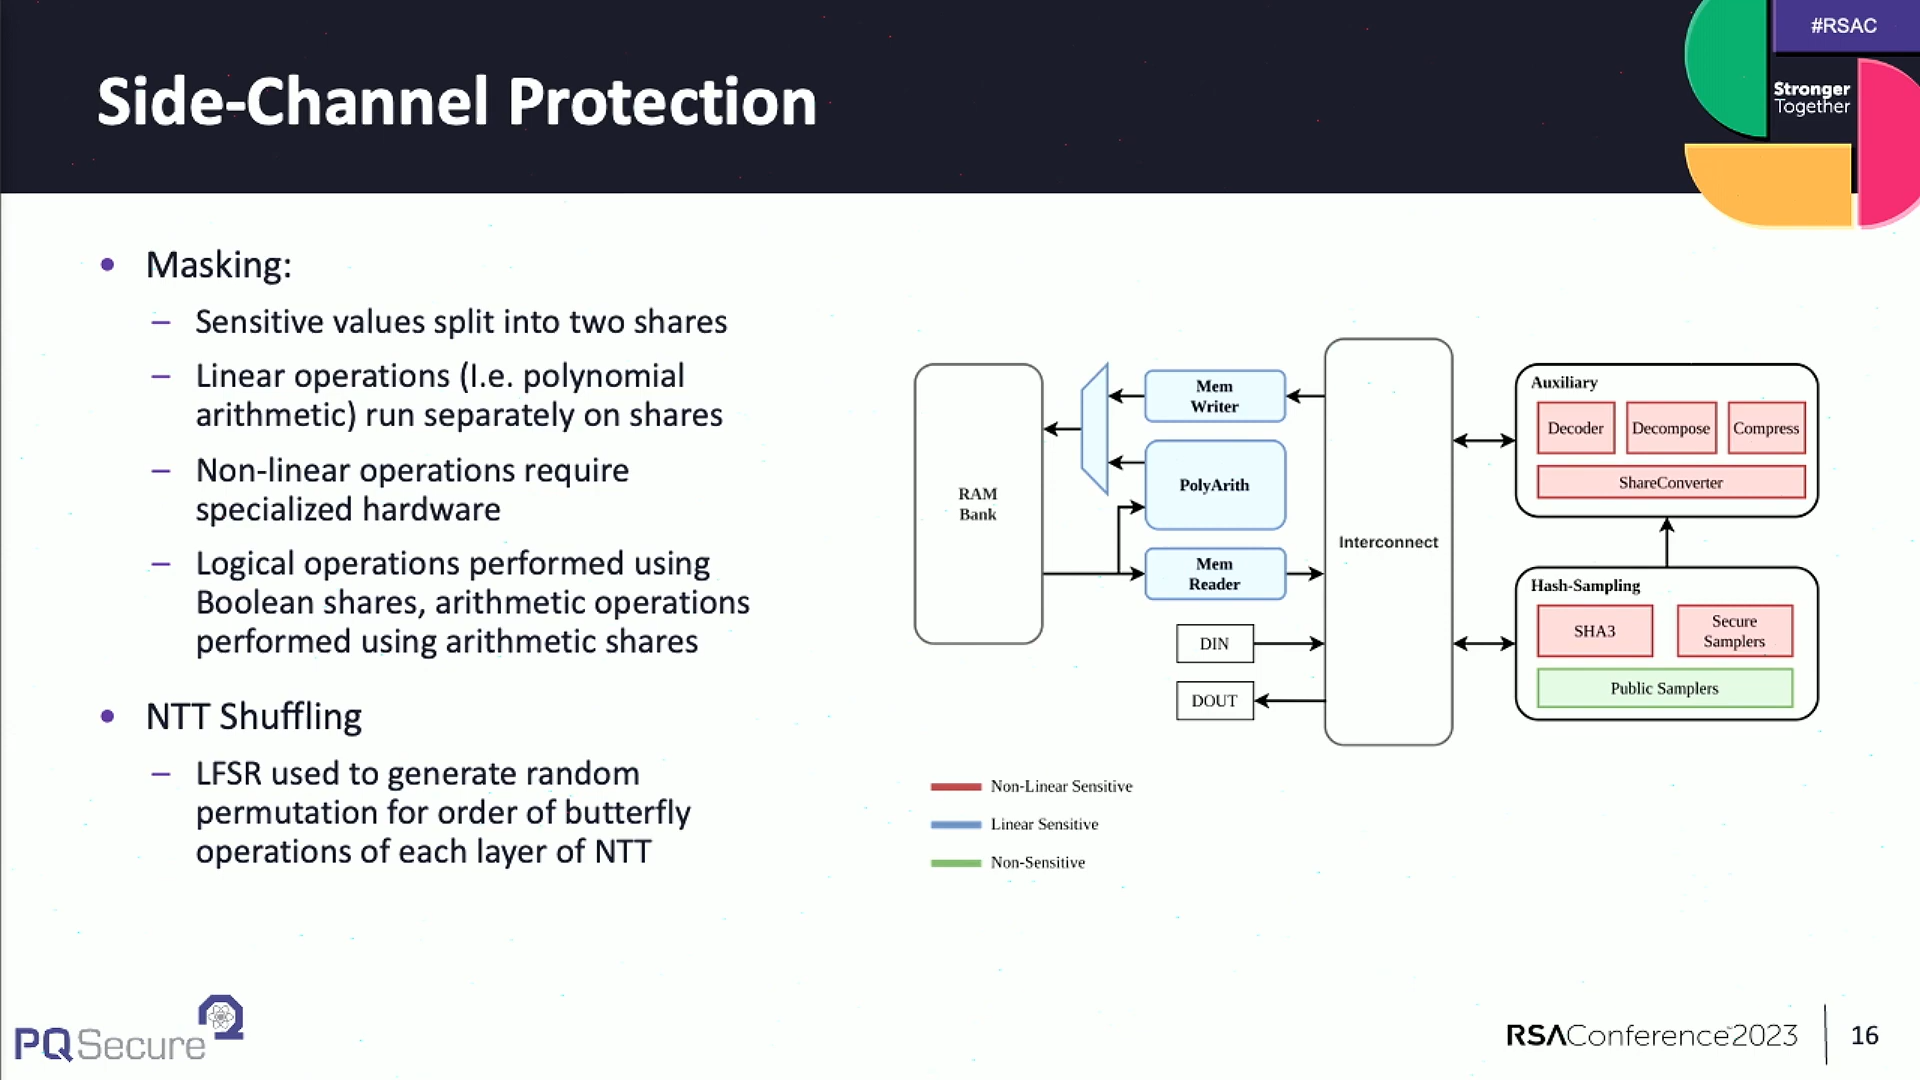 #RSAC
Stronger
Together
Side-Channel Protection
• Masking:
– Sensitive values split into two shares
– Linear operations (I.e. polynomial
arithmetic) run separately on shares
– Non-linear operations require
specialized hardware
– Logical operations performed using
Boolean shares, arithmetic operations
performed using arithmetic shares
• NTT Shuffling
– LFSR used to generate random
permutation for order of butterfly
operations of each layer of NTT
RAM
Bank
Mem
Writer
PolyArith
Mem
Reader
DIN
DOUT
Interconnect
Auxiliary
Decoder
Decompose
Compress
ShareConverter
Hash-Sampling
SHA3
Secure
Samplers
Public Samplers
Non-Linear Sensitive
Linear Sensitive
Non-Sensitive
PQSecure
RSAConference2023
16